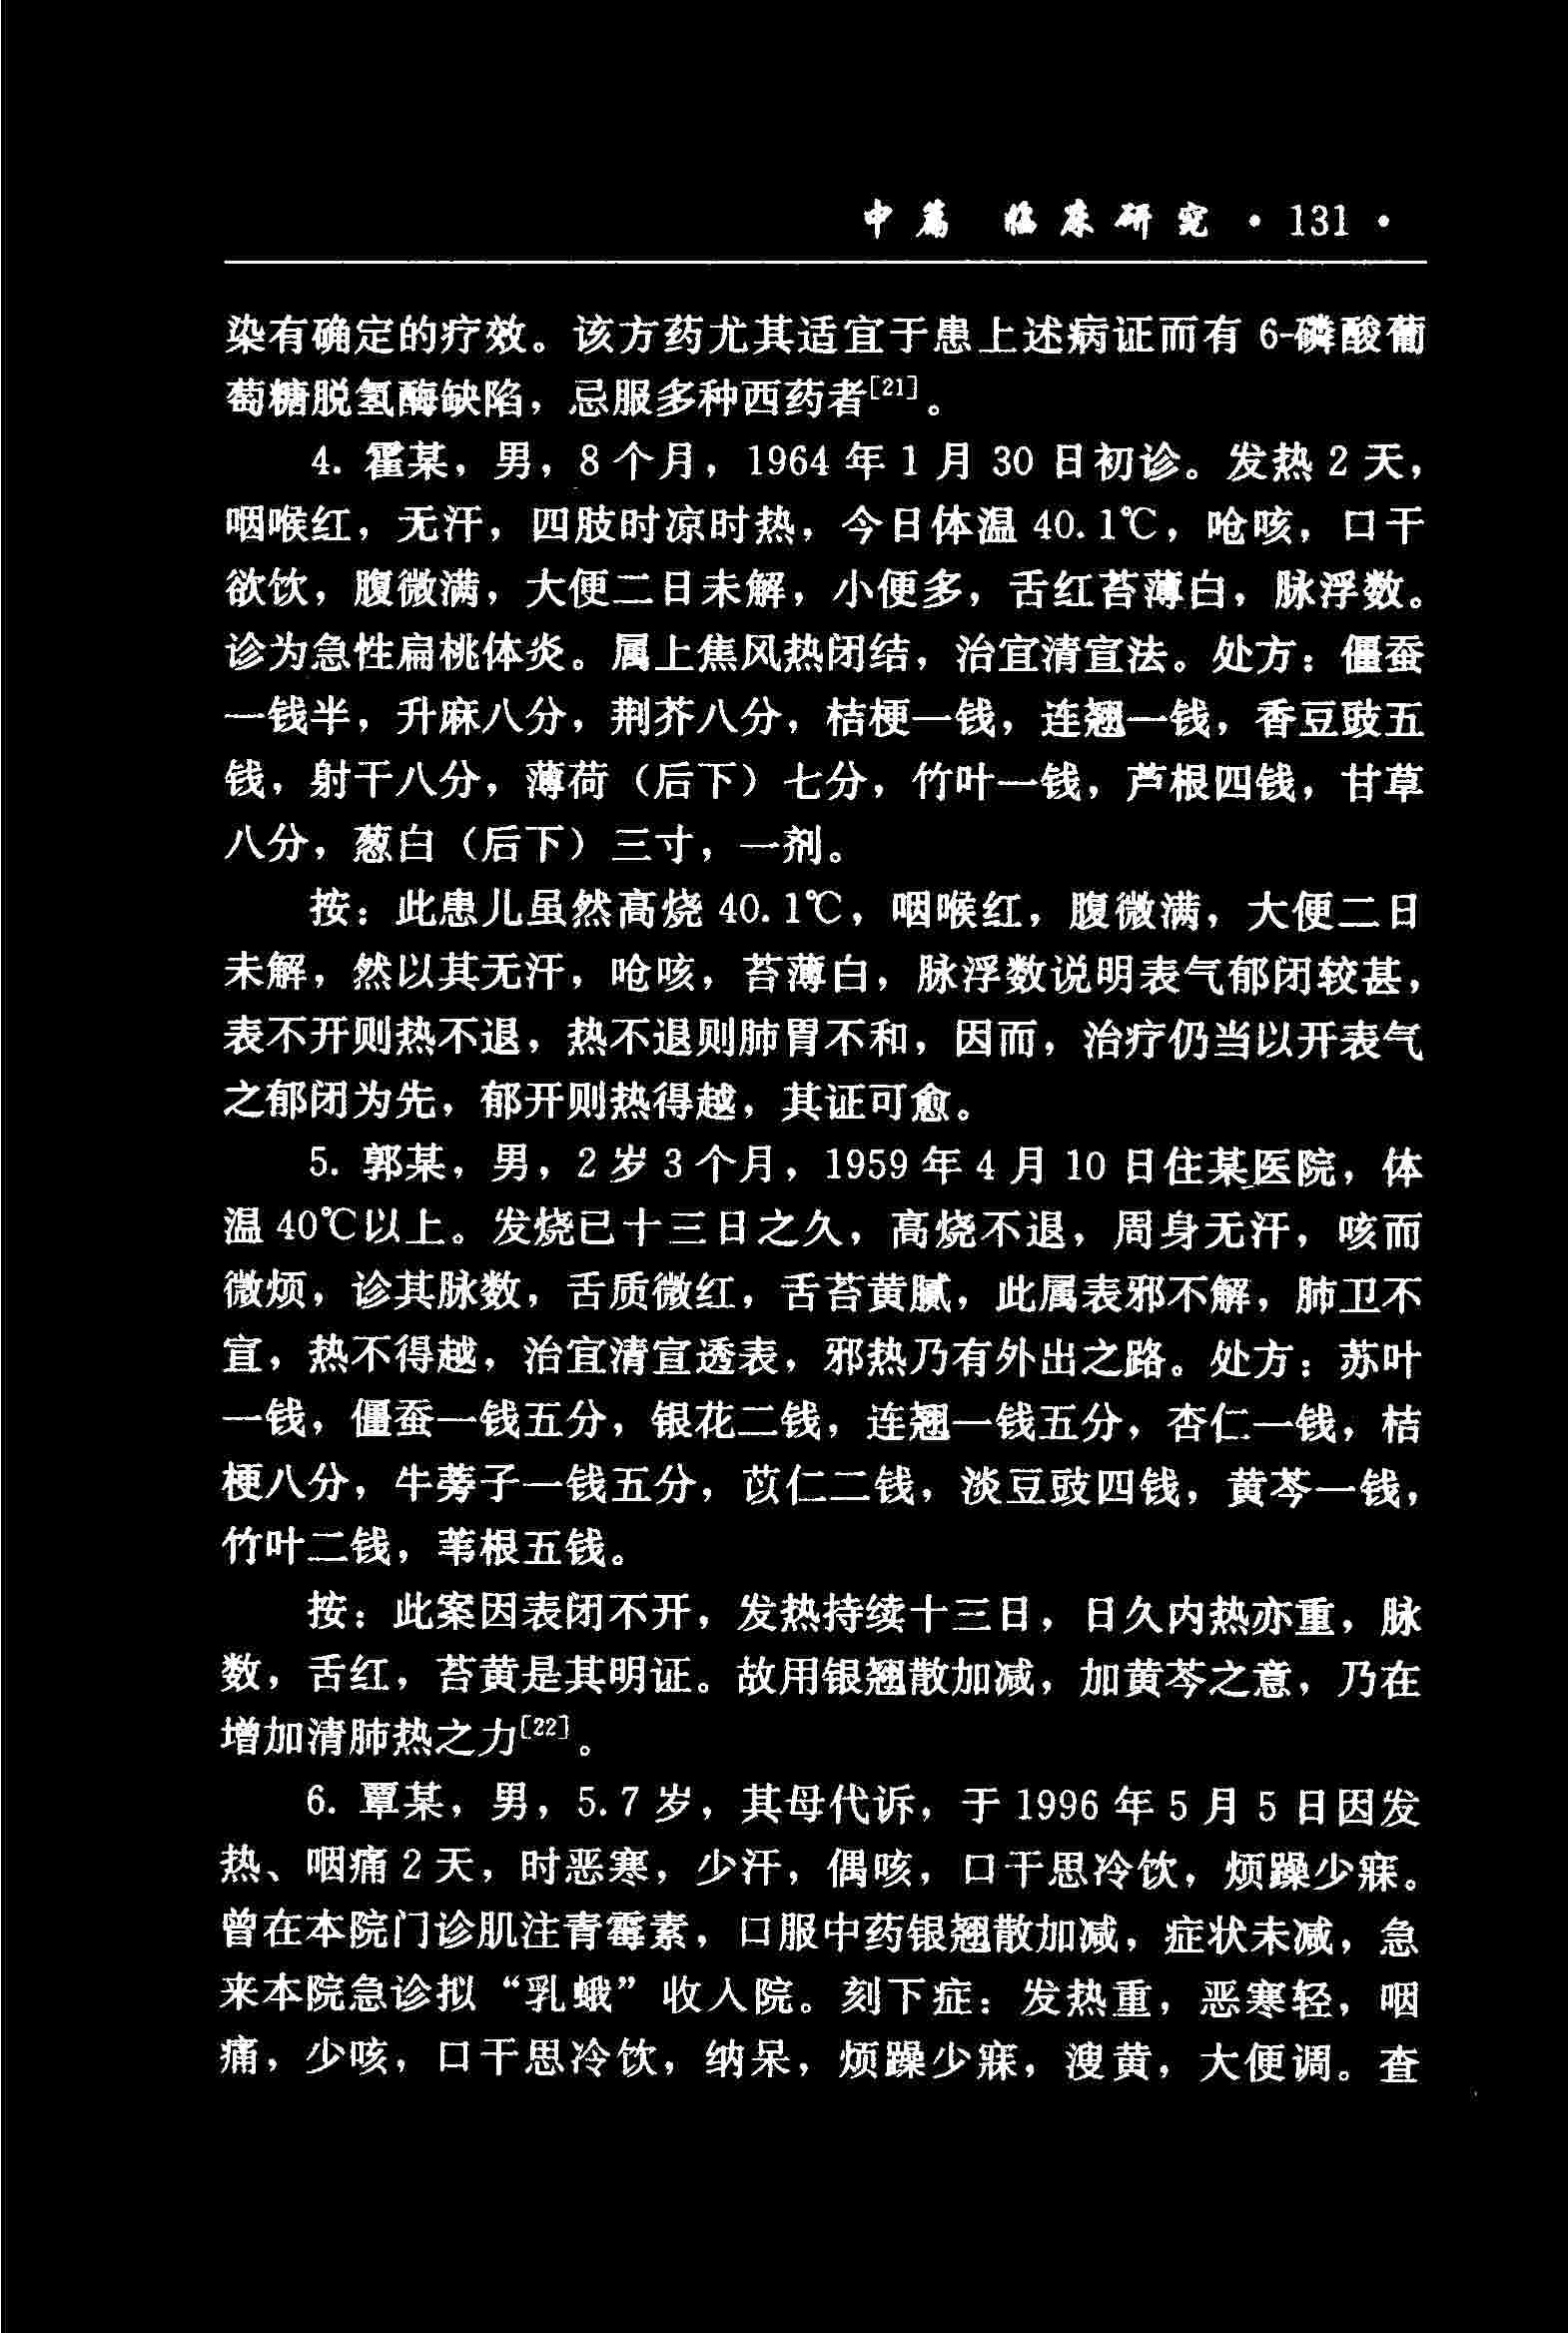 中篇 临床研究 · 131 ·
染有确定的疗效。该方药尤其适宜于患上述病证而有 6-磷酸葡
萄糖脱氢酶缺陷，忌服多种西药者[21]。
4. 霍某，男，8 个月，1964 年 1 月 30 日初诊。发热 2 天，
咽喉红，无汗，四肢时凉时热，今日体温 40.1℃，呛咳，口干
欲饮，腹微满，大便二日未解，小便多，舌红苔薄白，脉浮数。
诊为急性扁桃体炎。属上焦风热闭结，治宜清宣法。处方：僵蚕
一钱半，升麻八分，荆芥八分，桔梗一钱，连翘一钱，香豆豉五
钱，射干八分，薄荷（后下）七分，竹叶一钱，芦根四钱，甘草
八分，葱白（后下）三寸，一剂。
按：此患儿虽然高烧 40.1℃，咽喉红，腹微满，大便二日
未解，然以其无汗，呛咳，苔薄白，脉浮数说明表气郁闭较甚，
表不开则热不退，热不退则肺胃不和，因而，治疗仍当以开表气
之郁闭为先，郁开则热得越，其证可愈。
5. 郭某，男，2 岁 3 个月，1959 年 4 月 10 日住某医院，体
温 40℃以上。发烧已十三日之久，高烧不退，周身无汗，咳而
微烦，诊其脉数，舌质微红，舌苔黄腻，此属表邪不解，肺卫不
宣，热不得越，治宜清宣透表，邪热乃有外出之路。处方：苏叶
一钱，僵蚕一钱五分，银花二钱，连翘一钱五分，杏仁一钱，桔
梗八分，牛蒡子一钱五分，苡仁二钱，淡豆豉四钱，黄芩一钱，
竹叶二钱，苇根五钱。
按：此案因表闭不开，发热持续十三日，日久内热亦重，脉
数，舌红，苔黄是其明证。故用银翘散加减，加黄芩之意，乃在
增加清肺热之力[22]。
6. 覃某，男，5.7 岁，其母代诉，于 1996 年 5 月 5 日因发
热、咽痛 2 天，时恶寒，少汗，偶咳，口干思冷饮，烦躁少寐。
曾在本院门诊肌注青霉素，口服中药银翘散加减，症状未减，急
来本院急诊拟“乳蛾”收入院。刻下症：发热重，恶寒轻，咽
痛，少咳，口干思冷饮，纳呆，烦躁少寐，溲黄，大便调。查